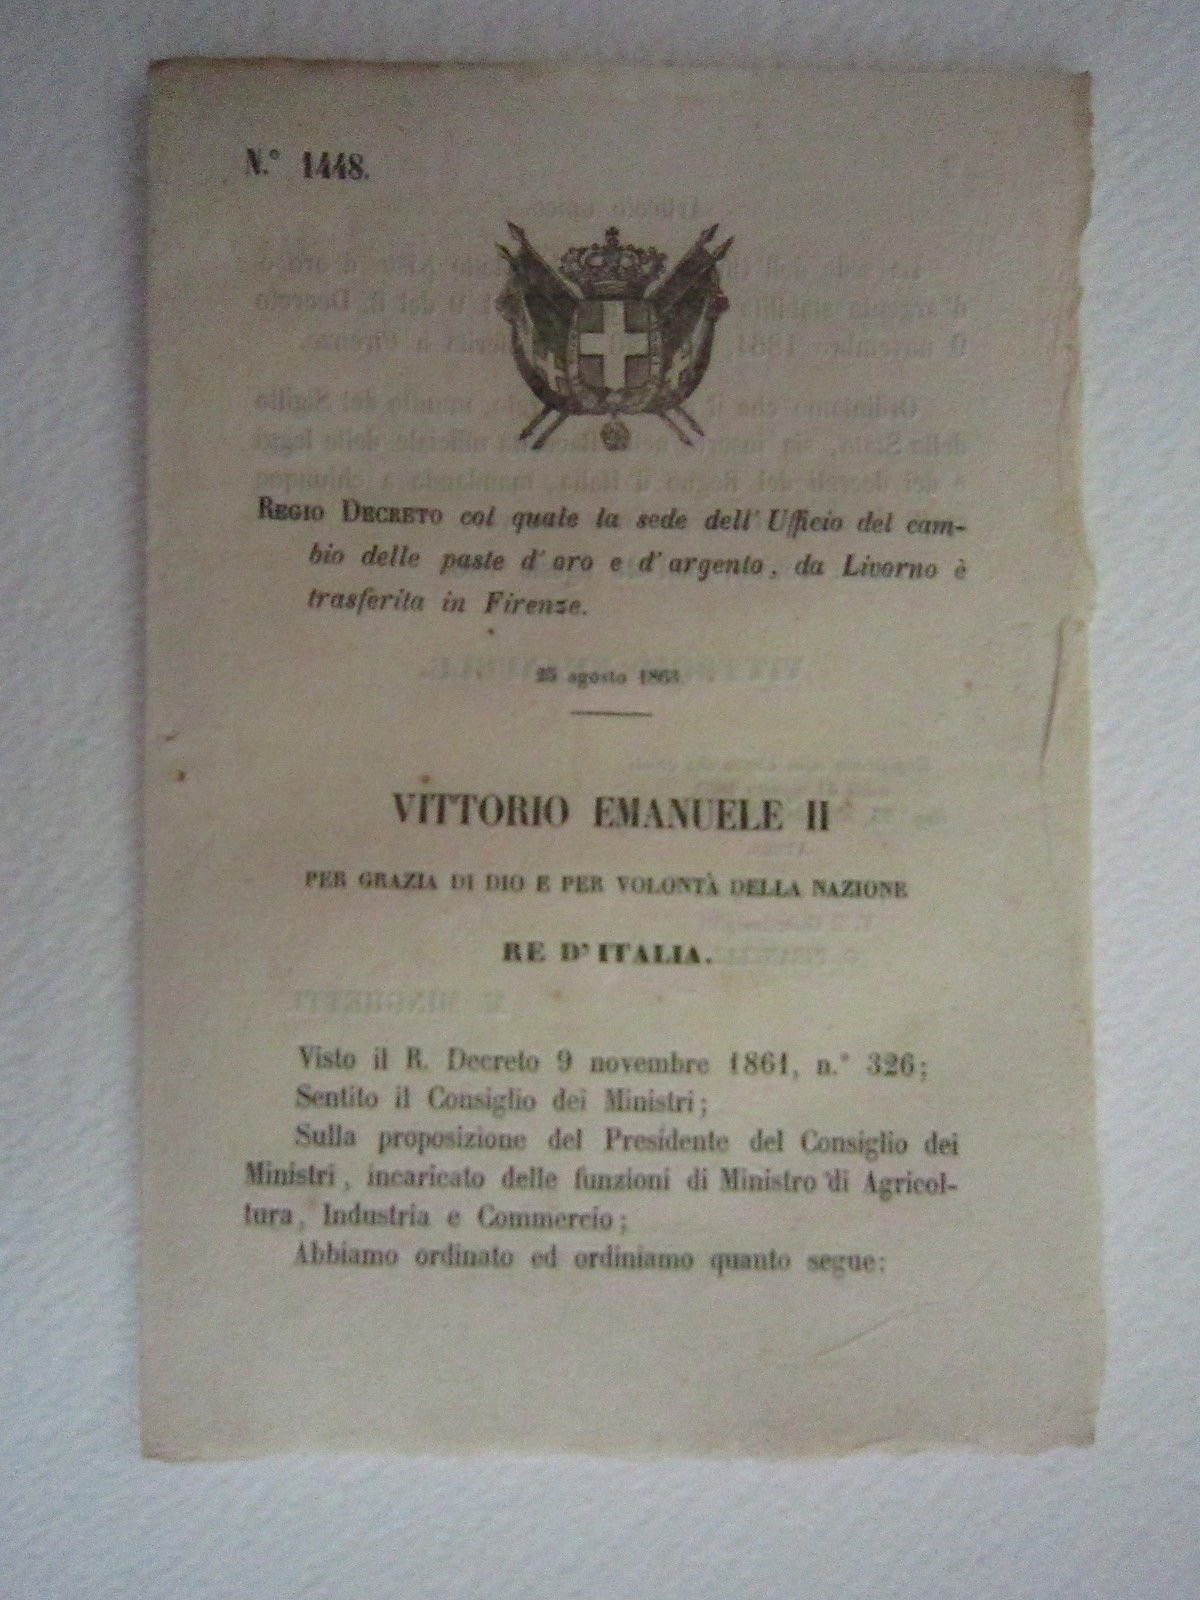 N.° 1448.
REGIO DECRETO col quale la sede dell'Ufficio del cam-
bio delle paste d'oro e d'argento, da Livorno è
trasferita in Firenze.
25 agosto 1863.
VITTORIO EMANUELE II
PER GRAZIA DI DIO E PER VOLONTÀ DELLA NAZIONE
RE D'ITALIA.
Visto il R. Decreto 9 novembre 1861, n.° 326;
Sentito il Consiglio dei Ministri;
Sulla proposizione del Presidente del Consiglio dei
Ministri, incaricato delle funzioni di Ministro di Agricol-
tura, Industria e Commercio;
Abbiamo ordinato ed ordiniamo quanto segue: